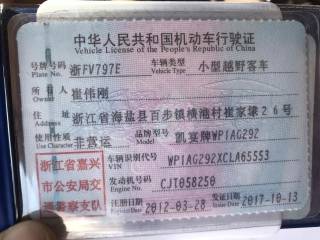 中华人民共和国机动车行驶证
Vehicle License of the People's Republic of China
号牌号码 浙FV797E 车辆类型 小型越野客车
Plate No. Vehicle Type
所有人 崔伟刚
Owner
住址 浙江省海盐县百步镇横港村崔家埭26号
Address
使用性质 非营运 品牌型号 凯宴牌WP1AG292
Use Character Model
浙江省嘉兴
市公安局交
通警察支队
车辆识别代号 WP1AG292XCLA65553
VIN
发动机号码 CJT058250
Engine No.
注册日期 2012-03-28 发证日期 2017-10-13
Register Date Issue Date